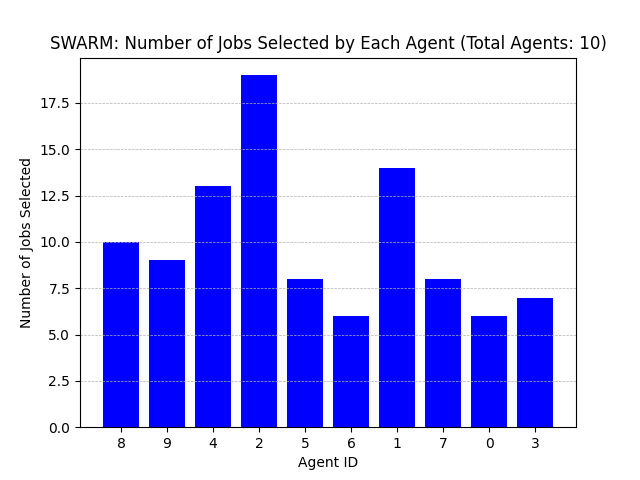 SWARM: Number of Jobs Selected by Each Agent (Total Agents: 10)
Number of Jobs Selected
17.5
15.0
12.5
10.0
7.5
5.0
2.5
0.0
8 9 4 2 5 6 1 7 0 3
Agent ID